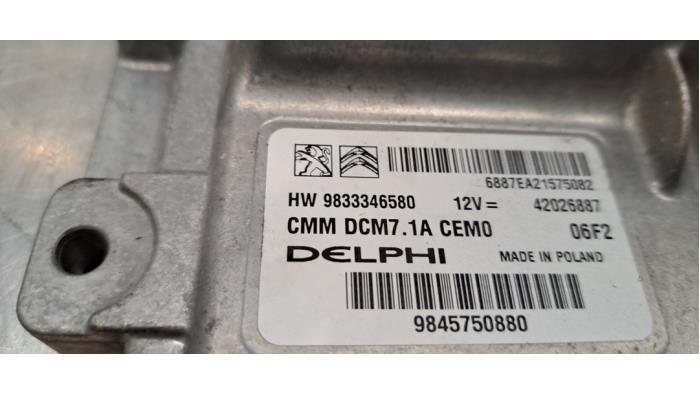 6887EA21575082
HW 9833346580 12V = 42026887
CMM DCM7.1A CEM0 06F2
DELPHI MADE IN POLAND
9845750880